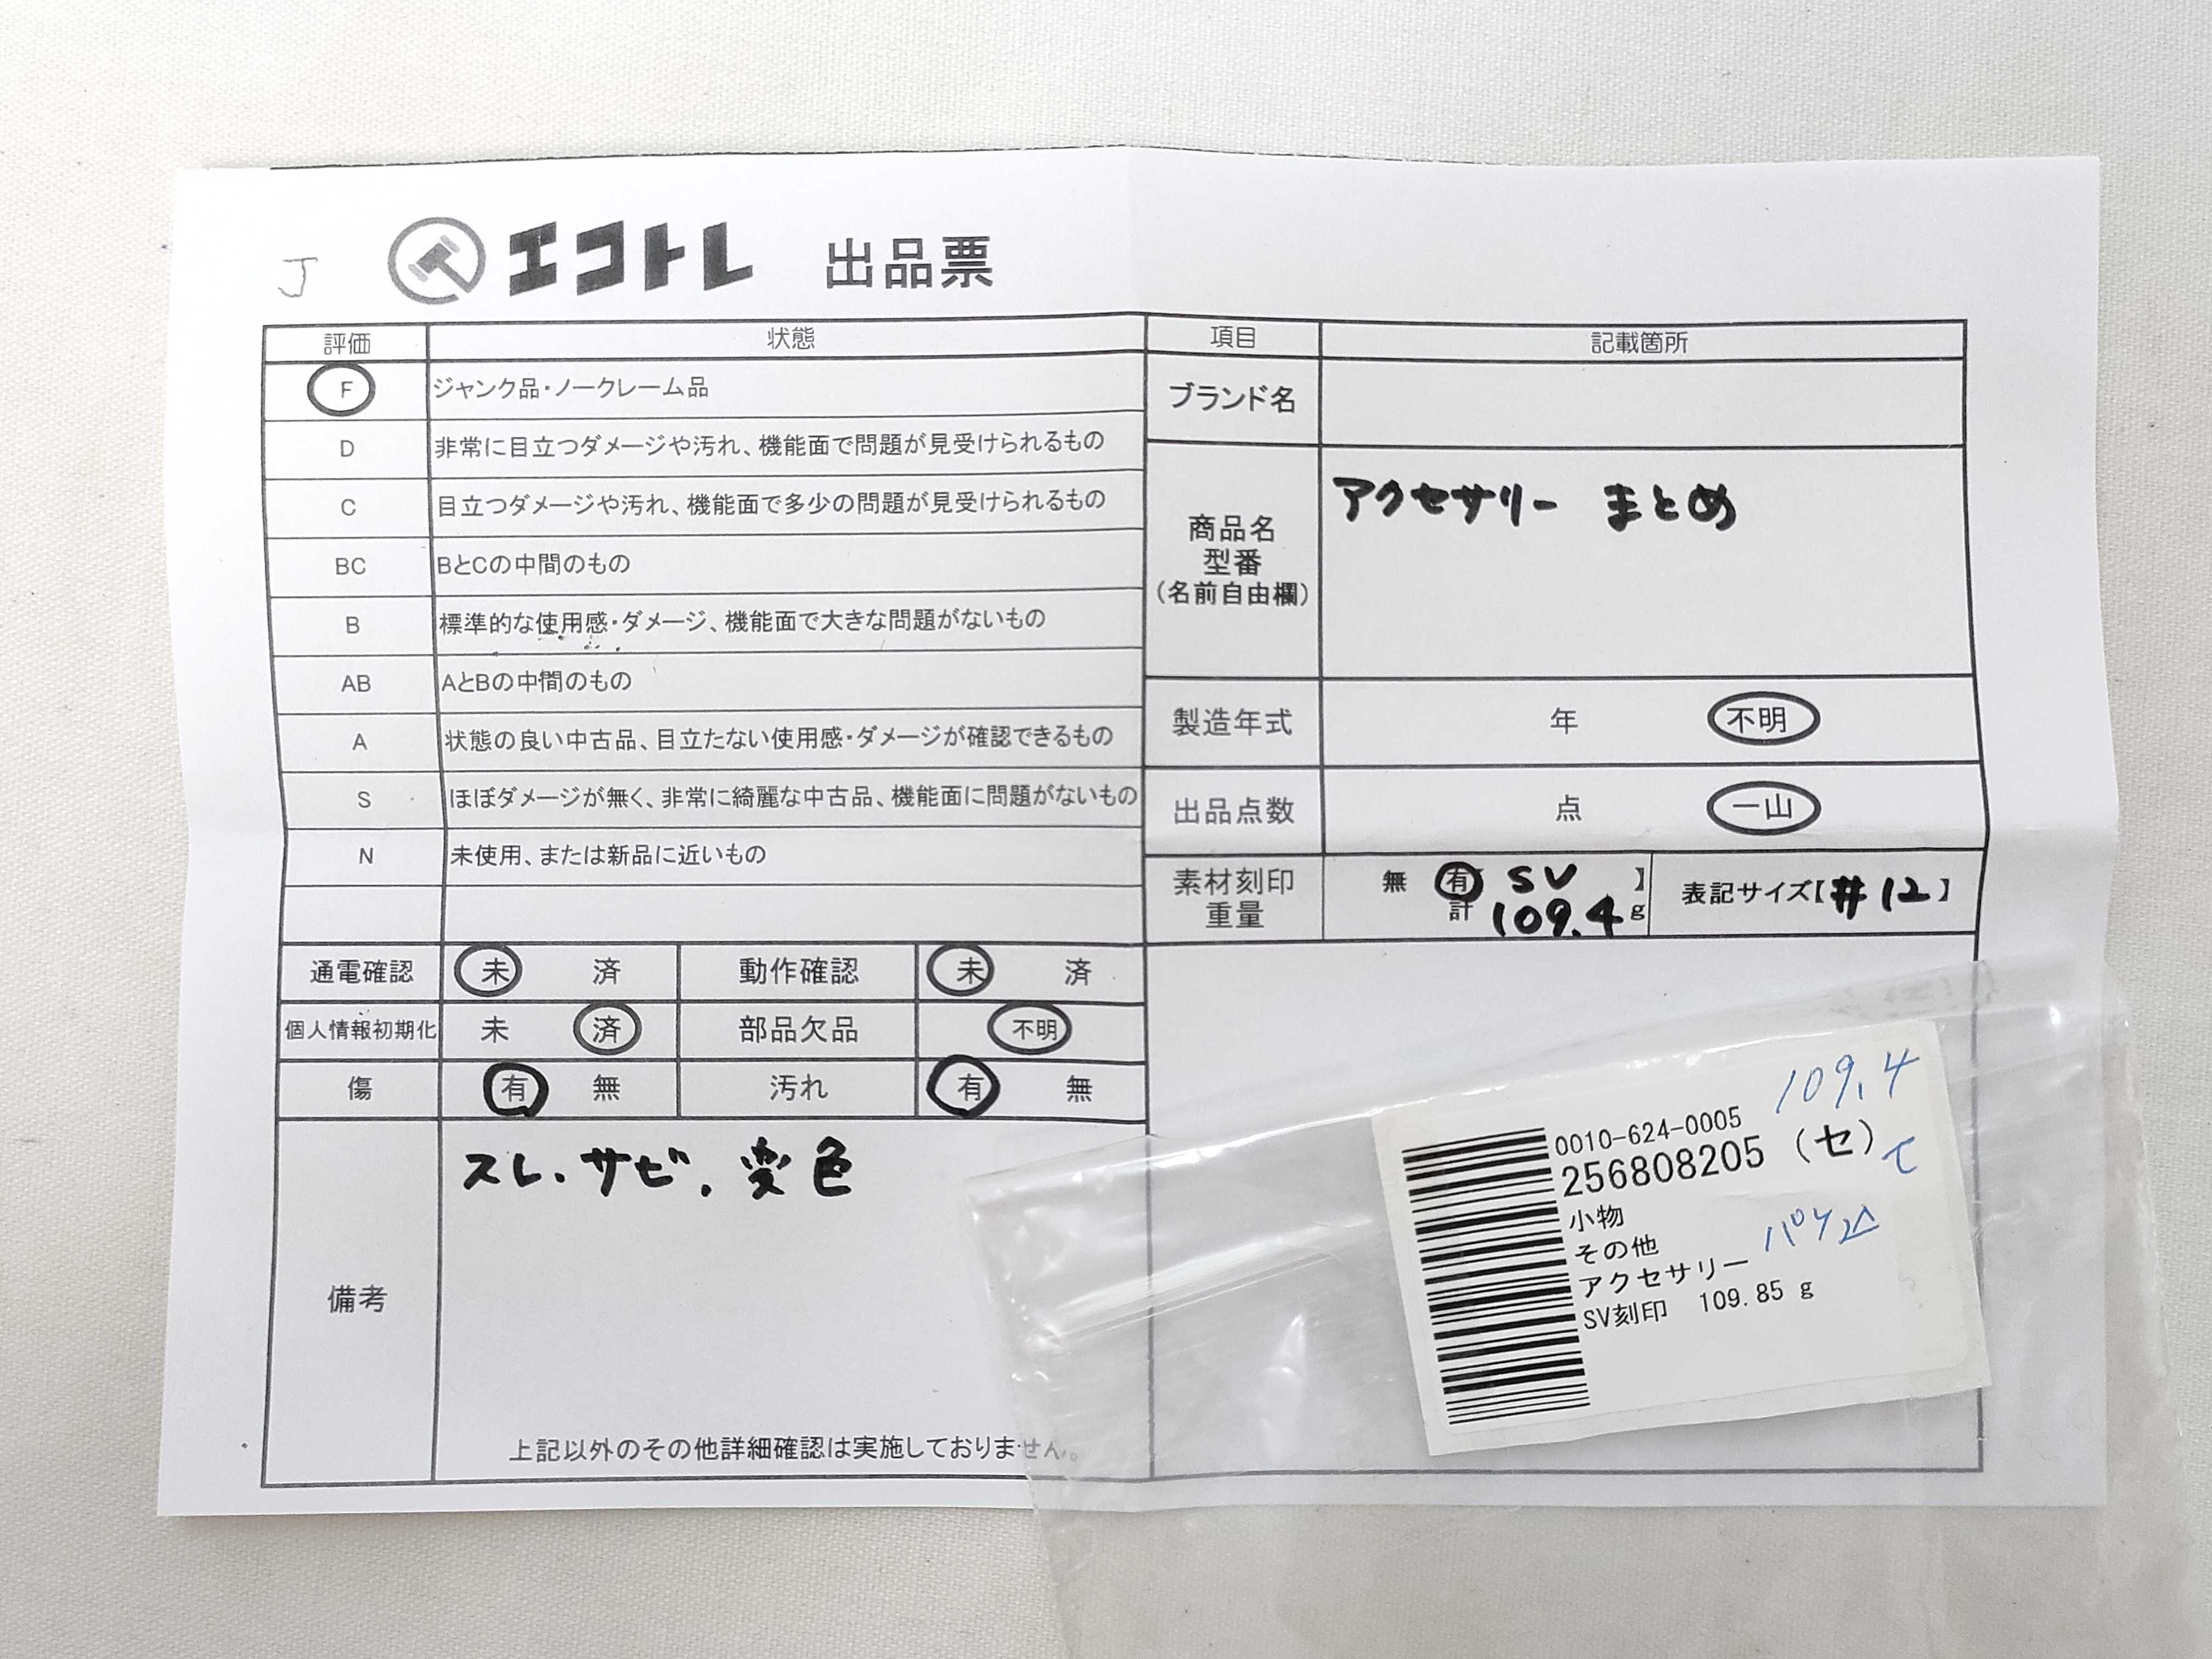 J エコトレ 出品票
評価 状態
F ジャンク品・ノークレーム品
D 非常に目立つダメージや汚れ、機能面で問題が見受けられるもの
C 目立つダメージや汚れ、機能面で多少の問題が見受けられるもの
BC BとCの中間のもの
B 標準的な使用感・ダメージ、機能面で大きな問題がないもの
AB AとBの中間のもの
A 状態の良い中古品、目立たない使用感・ダメージが確認できるもの
S ほぼダメージが無く、非常に綺麗な中古品、機能面に問題がないもの
N 未使用、または新品に近いもの
通電確認 未 済 動作確認 未 済
個人情報初期化 未 済 部品欠品 不明
傷 有 無 汚れ 有 無
備考
スレ.サビ.変色
上記以外のその他詳細確認は実施しておりません。
項目 記載箇所
ブランド名
商品名
型番
(名前自由欄)
アクセサリー まとめ
製造年式 年 不明
出品点数 点 一山
素材刻印
重量
無 有 SV 】
計 109.4 g
表記サイズ【#12】
109.4
0010-624-0005
256808205 (セ)
小物
その他
アクセサリー
SV刻印 109.85 g